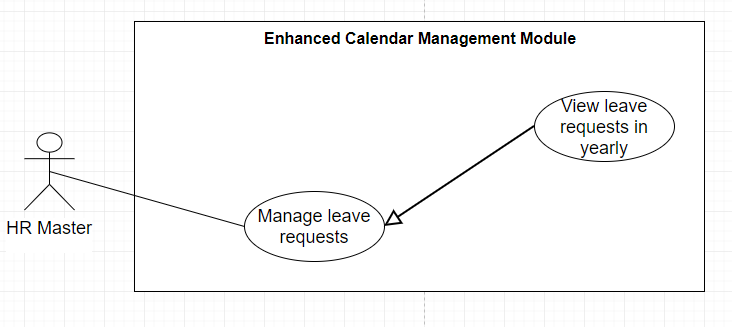 Enhanced Calendar Management Module
View leave
requests in
yearly
HR Master
Manage leave
requests